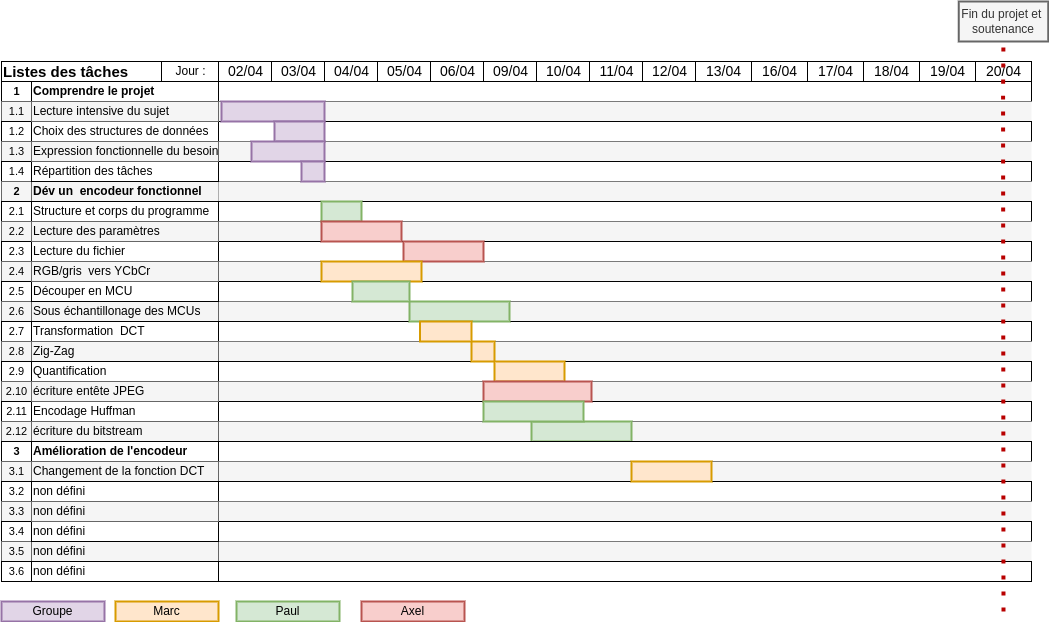 Fin du projet et
soutenance
Listes des tâches Jour : 02/04 03/04 04/04 05/04 06/04 09/04 10/04 11/04 12/04 13/04 16/04 17/04 18/04 19/04 20/04
1 Comprendre le projet
1.1 Lecture intensive du sujet
1.2 Choix des structures de données
1.3 Expression fonctionnelle du besoin
1.4 Répartition des tâches
2 Dév un encodeur fonctionnel
2.1 Structure et corps du programme
2.2 Lecture des paramètres
2.3 Lecture du fichier
2.4 RGB/gris vers YCbCr
2.5 Découper en MCU
2.6 Sous échantillonage des MCUs
2.7 Transformation DCT
2.8 Zig-Zag
2.9 Quantification
2.10 écriture entête JPEG
2.11 Encodage Huffman
2.12 écriture du bitstream
3 Amélioration de l'encodeur
3.1 Changement de la fonction DCT
3.2 non défini
3.3 non défini
3.4 non défini
3.5 non défini
3.6 non défini
Groupe Marc Paul Axel